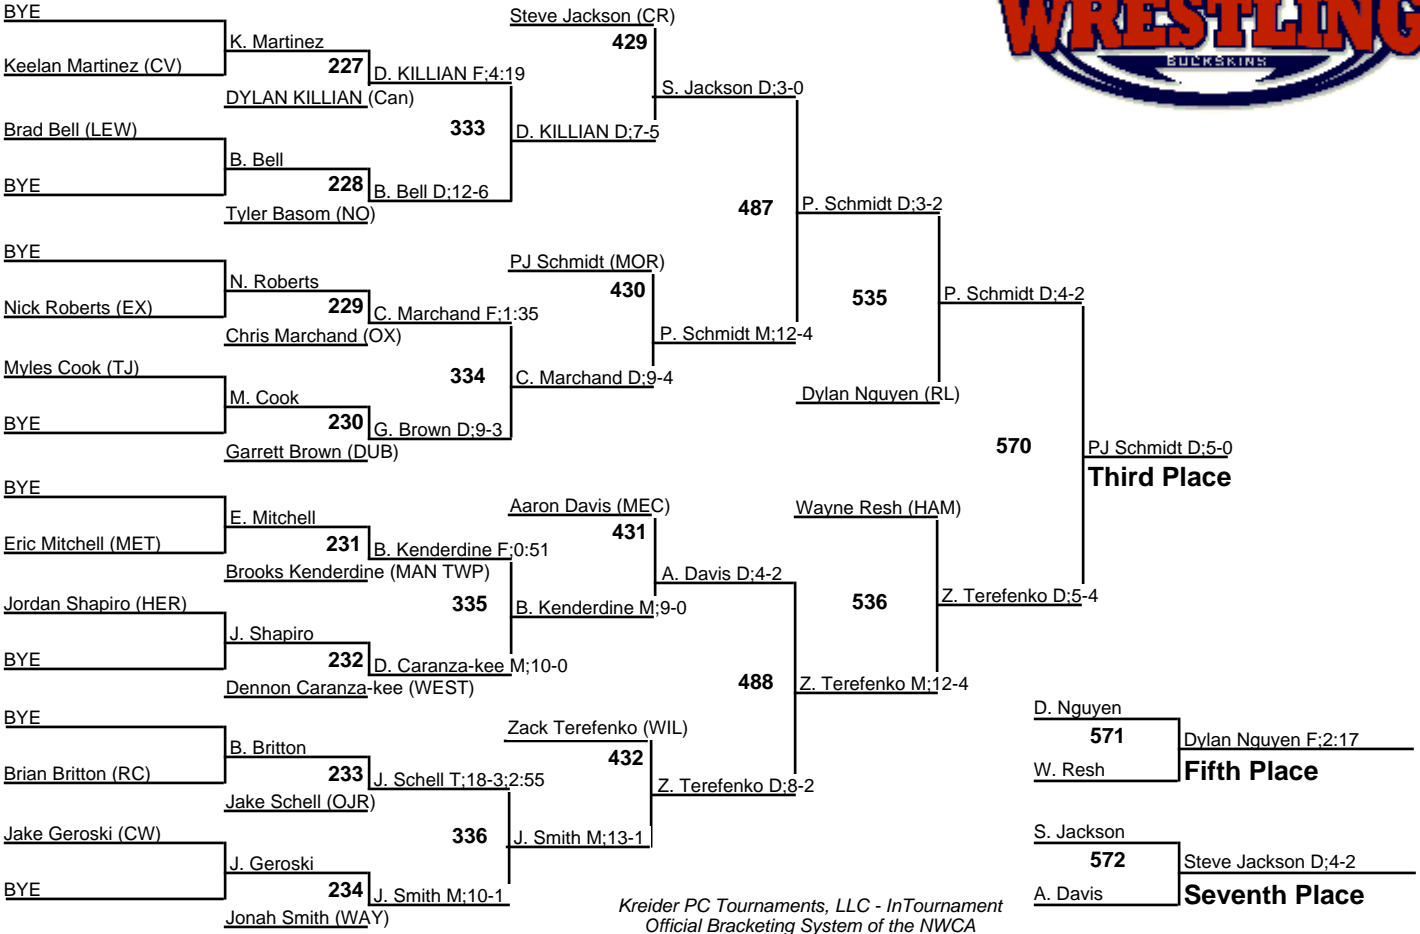 BYE
Steve Jackson (CR)
WRESTLING
BUCKSKINS
K. Martinez
429
Keelan Martinez (CV)
227
D. KILLIAN F;4:19
DYLAN KILLIAN (Can)
S. Jackson D;3-0
Brad Bell (LEW)
333
D. KILLIAN D;7-5
B. Bell
BYE
228
B. Bell D;12-6
Tyler Basom (NO)
487
P. Schmidt D;3-2
BYE
PJ Schmidt (MOR)
N. Roberts
430
535
P. Schmidt D;4-2
Nick Roberts (EX)
229
C. Marchand F;1:35
Chris Marchand (OX)
P. Schmidt M;12-4
Myles Cook (TJ)
334
C. Marchand D;9-4
M. Cook
Dylan Nguyen (RL)
BYE
230
G. Brown D;9-3
Garrett Brown (DUB)
570
PJ Schmidt D;5-0
Third Place
BYE
Aaron Davis (MEC)
Wayne Resh (HAM)
E. Mitchell
431
Eric Mitchell (MET)
231
B. Kenderdine F;0:51
Brooks Kenderdine (MAN TWP)
A. Davis D;4-2
Jordan Shapiro (HER)
335
B. Kenderdine M;9-0
536
Z. Terefenko D;5-4
J. Shapiro
BYE
232
D. Caranza-kee M;10-0
Dennon Caranza-kee (WEST)
488
Z. Terefenko M;12-4
BYE
Zack Terefenko (WIL)
D. Nguyen
B. Britton
432
571
Dylan Nguyen F;2:17
Brian Britton (RC)
233
J. Schell T;18-3;2:55
W. Resh
Fifth Place
Jake Schell (OJR)
Z. Terefenko D;8-2
Jake Geroski (CW)
336
J. Smith M;13-1
S. Jackson
J. Geroski
572
Steve Jackson D;4-2
BYE
234
J. Smith M;10-1
A. Davis
Seventh Place
Jonah Smith (WAY)
Kreider PC Tournaments, LLC - InTournament
Official Bracketing System of the NWCA